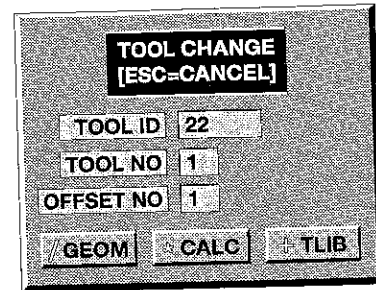 TOOL CHANGE
[ESC=CANCEL]
TOOL ID 22
TOOL NO 1
OFFSET NO 1
/GEOM * CALC + TLIB